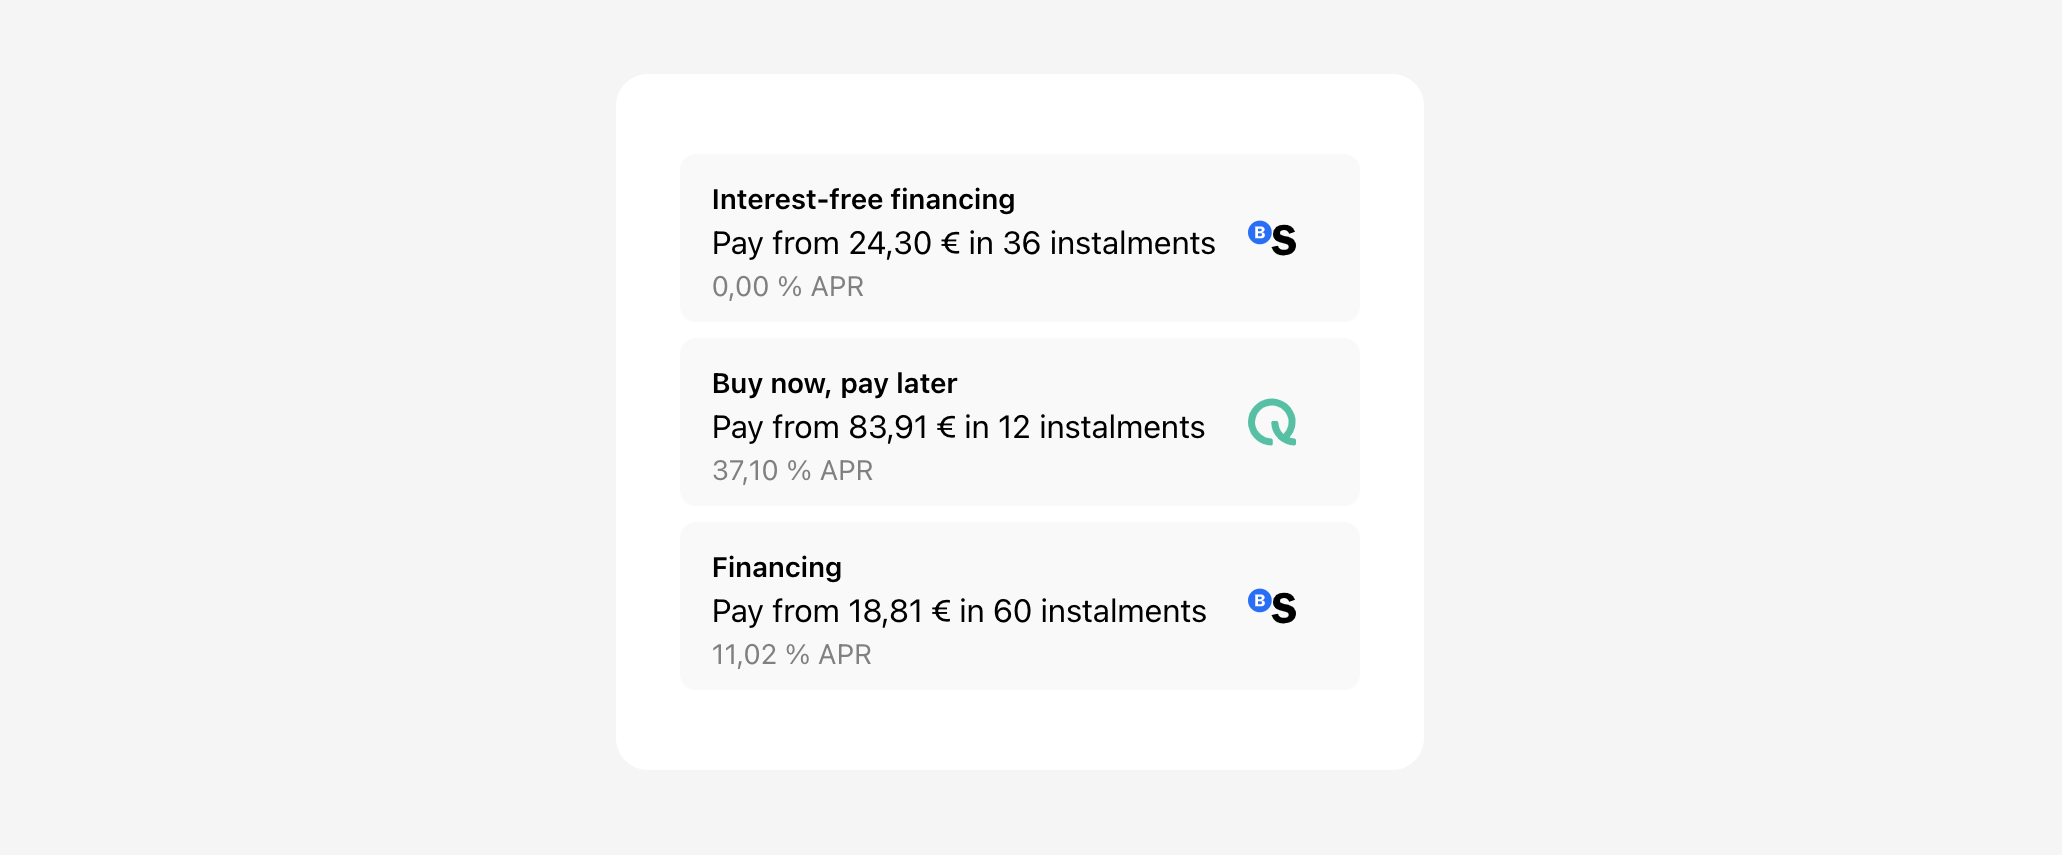 Interest-free financing
Pay from 24,30 € in 36 instalments
B S
0,00 % APR
Buy now, pay later
Pay from 83,91 € in 12 instalments
37,10 % APR
Financing
Pay from 18,81 € in 60 instalments
B S
11,02 % APR